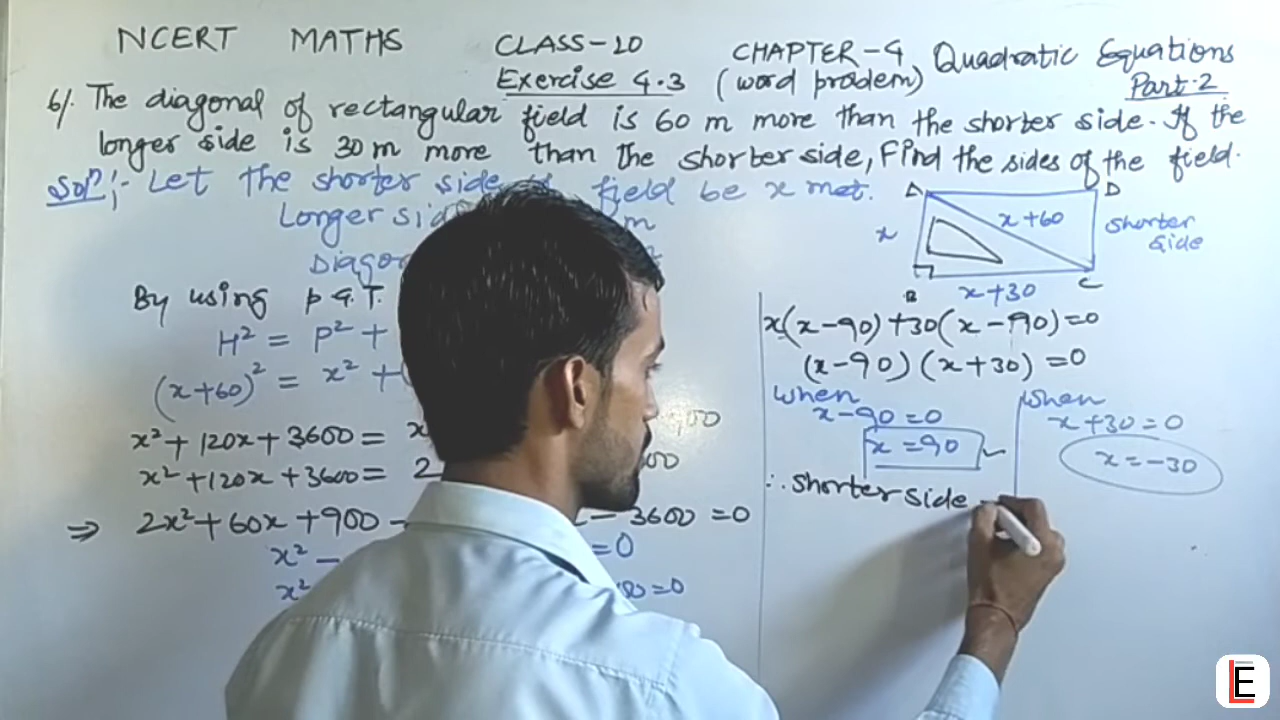 NCERT MATHS CLASS-10 CHAPTER-4 Quadratic Equations
Exercise 4.3 (word problem) Part-2
6/. The diagonal of rectangular field is 60 m more than the shorter side. If the
longer side is 30 m more than the shorter side, Find the sides of the field.
Solⁿ:- Let the shorter side field be x met.
Longer m
By using P.G.T.
H² = P² +
(x+60)² = x² +
x² + 120x + 3600 =
x² + 120x + 3600 = 2
⇒ 2x² + 60x + 900 - - 3600 = 0
x² - = 0
x² = 0
A D
x x+60 shorter
side
B x+30 C
x(x-90)+30(x-90)=0
(x-90)(x+30)=0
when
x-90=0
x=90
when
x+30=0
x=-30
∴ shorter side
LE